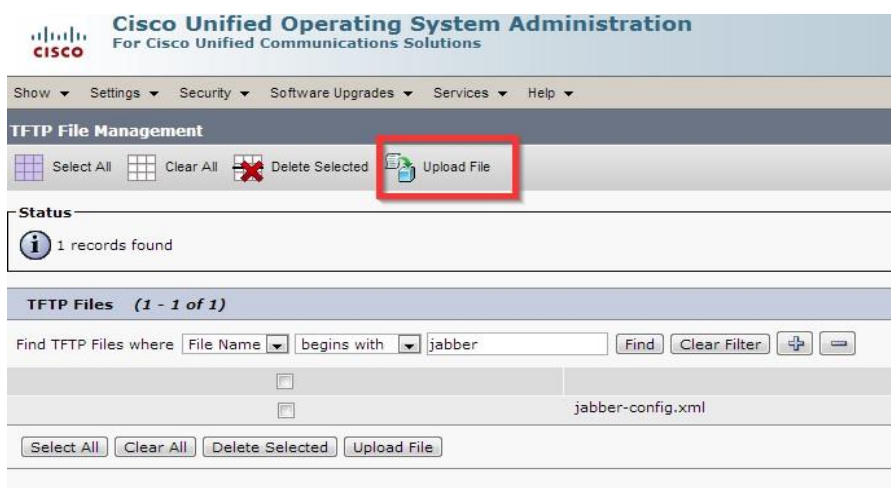 Cisco Unified Operating System Administration
CISCO
For Cisco Unified Communications Solutions
Show Settings Security Software Upgrades Services Help
TFTP File Management
Select All Clear All Delete Selected Upload File
Status
1 records found
TFTP Files (1 - 1 of 1)
Find TFTP Files where File Name begins with jabber Find Clear Filter
jabber-config.xml
Select All Clear All Delete Selected Upload File